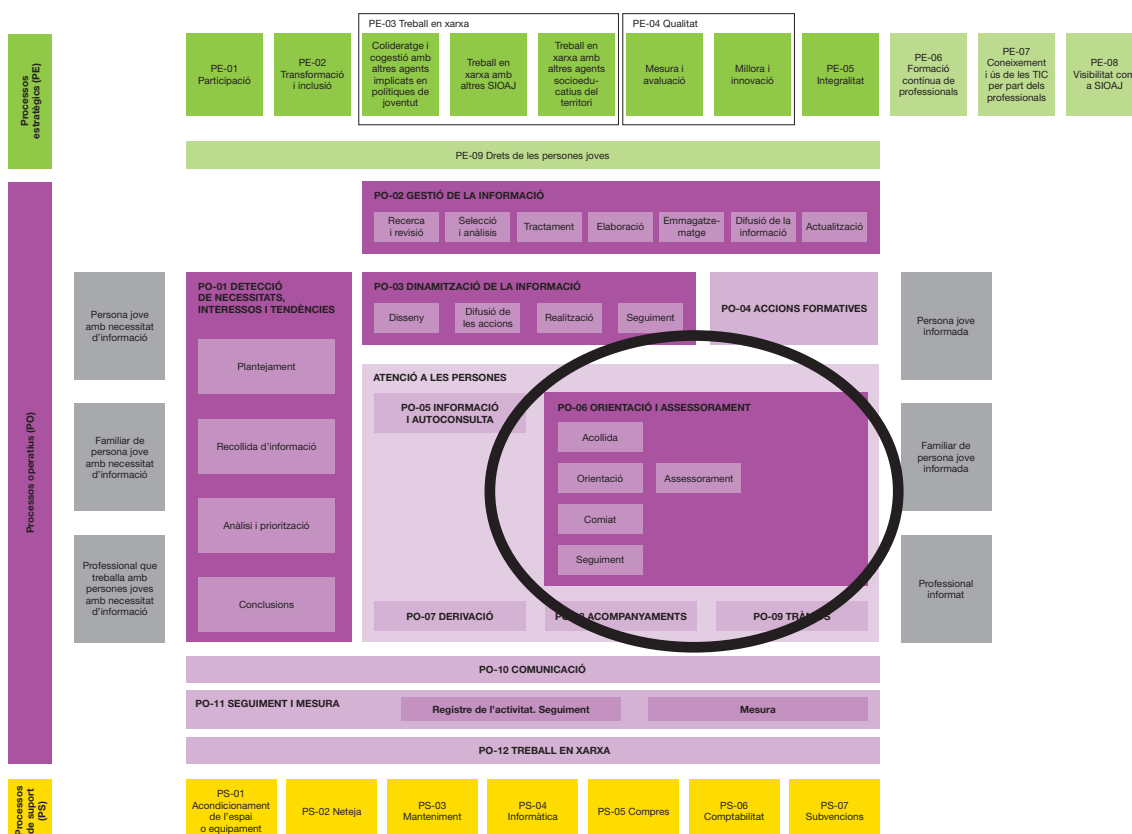 PE-03 Treball en xarxa
PE-04 Qualitat
Processos
estratègics (PE)
PE-01
Participació
PE-02
Transformació
i inclusió
Colideratge i
cogestió amb
altres agents
implicats en
polítiques de
joventut
Treball en
xarxa amb
altres SIOAJ
Treball en
xarxa amb
altres agents
socioedu-
catius del
territori
Mesura i
avaluació
Millora i
innovació
PE-05
Integralitat
PE-06
Formació
contínua de
professionals
PE-07
Coneixement
i ús de les TIC
per part dels
professionals
PE-08
Visibilitat com
a SIOAJ
PE-09 Drets de les persones joves
Processos operatius (PO)
PO-02 GESTIÓ DE LA INFORMACIÓ
Recerca
i revisió
Selecció
i anàlisis
Tractament
Elaboració
Emmagatze-
matge
Difusió de la
informació
Actualització
Persona jove
amb necessitat
d'informació
Familiar de
persona jove
amb necessitat
d'informació
Professional que
treballa amb
persones joves
amb necessitat
d'informació
PO-01 DETECCIÓ
DE NECESSITATS,
INTERESSOS I TENDÈNCIES
Plantejament
Recollida d'informació
Anàlisi i priorització
Conclusions
PO-03 DINAMITZACIÓ DE LA INFORMACIÓ
Disseny
Difusió de
les accions
Realització
Seguiment
PO-04 ACCIONS FORMATIVES
ATENCIÓ A LES PERSONES
PO-05 INFORMACIÓ
I AUTOCONSULTA
PO-06 ORIENTACIÓ I ASSESSORAMENT
Acollida
Orientació
Assessorament
Comiat
Seguiment
PO-07 DERIVACIÓ
ACOMPANYAMENTS
PO-09
Persona jove
informada
Familiar de
persona jove
informada
Professional
informat
PO-10 COMUNICACIÓ
PO-11 SEGUIMENT I MESURA
Registre de l'activitat. Seguiment
Mesura
PO-12 TREBALL EN XARXA
Processos
de suport
(PS)
PS-01
Acondicionament
de l'espai
o equipament
PS-02 Neteja
PS-03
Manteniment
PS-04
Informàtica
PS-05 Compres
PS-06
Comptabilitat
PS-07
Subvencions